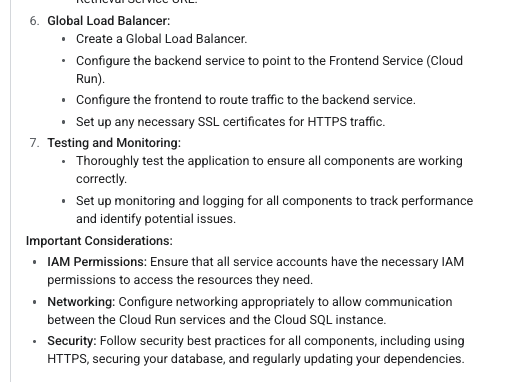 Retrieval Service URL.
6. Global Load Balancer:
• Create a Global Load Balancer.
• Configure the backend service to point to the Frontend Service (Cloud
Run).
• Configure the frontend to route traffic to the backend service.
• Set up any necessary SSL certificates for HTTPS traffic.
7. Testing and Monitoring:
• Thoroughly test the application to ensure all components are working
correctly.
• Set up monitoring and logging for all components to track performance
and identify potential issues.
Important Considerations:
• IAM Permissions: Ensure that all service accounts have the necessary IAM
permissions to access the resources they need.
• Networking: Configure networking appropriately to allow communication
between the Cloud Run services and the Cloud SQL instance.
• Security: Follow security best practices for all components, including using
HTTPS, securing your database, and regularly updating your dependencies.